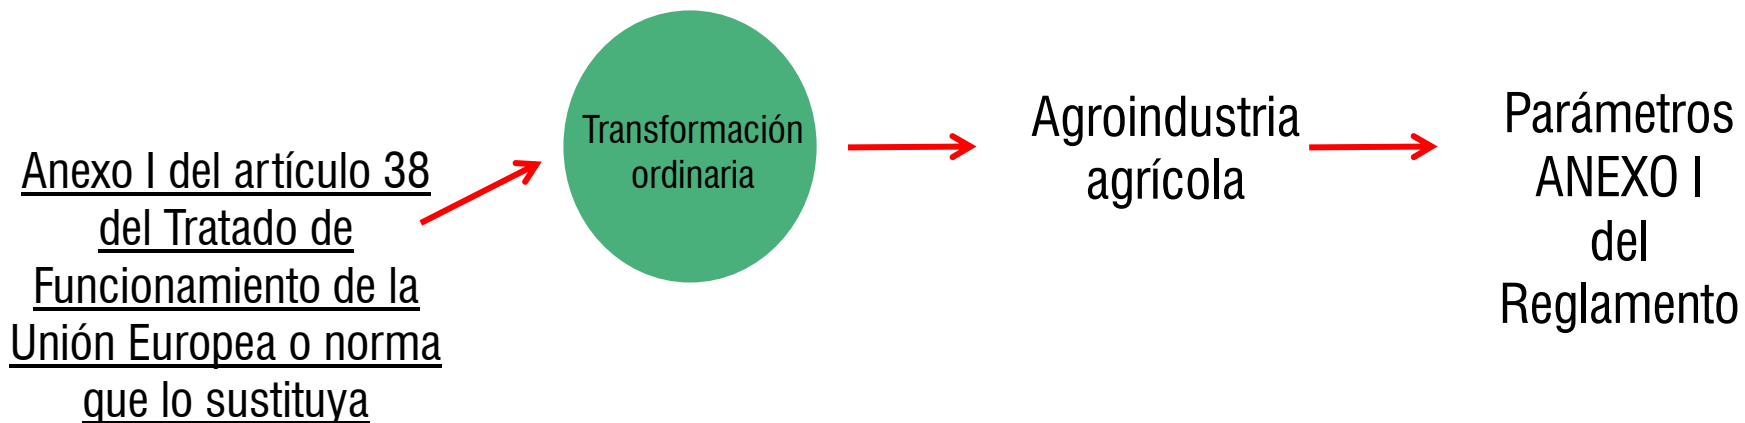 Anexo I del artículo 38
del Tratado de
Funcionamiento de la
Unión Europea o norma
que lo sustituya
Transformación
ordinaria
Agroindustria
agrícola
Parámetros
ANEXO I
del
Reglamento